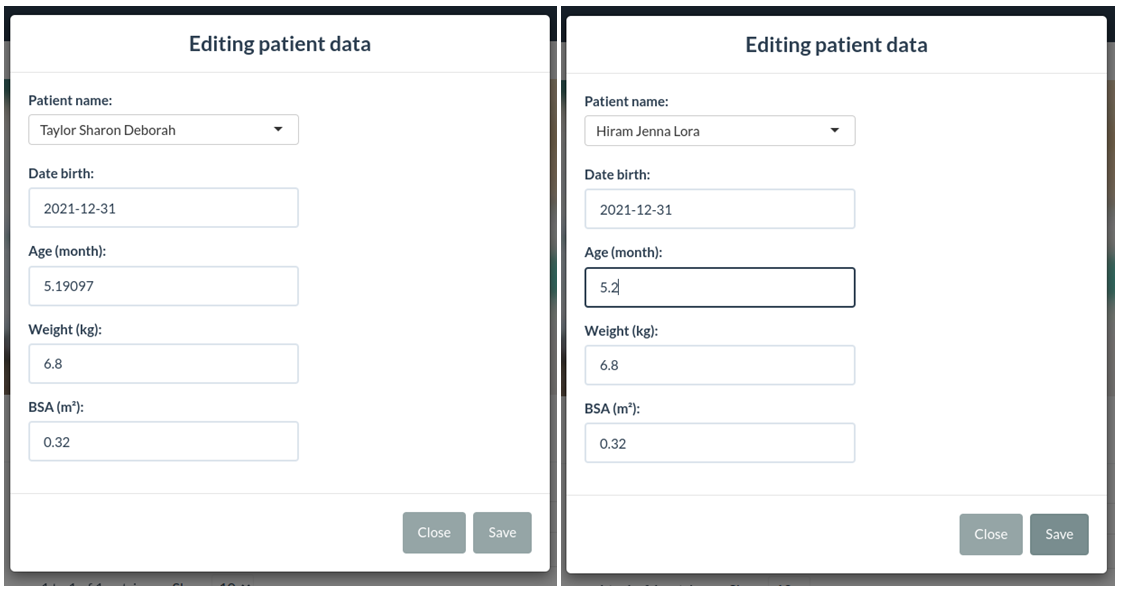 Editing patient data
Patient name:
Taylor Sharon Deborah
Date birth:
2021-12-31
Age (month):
5.19097
Weight (kg):
6.8
BSA (m²):
0.32
Close Save
Editing patient data
Patient name:
Hiram Jenna Lora
Date birth:
2021-12-31
Age (month):
5.2
Weight (kg):
6.8
BSA (m²):
0.32
Close Save